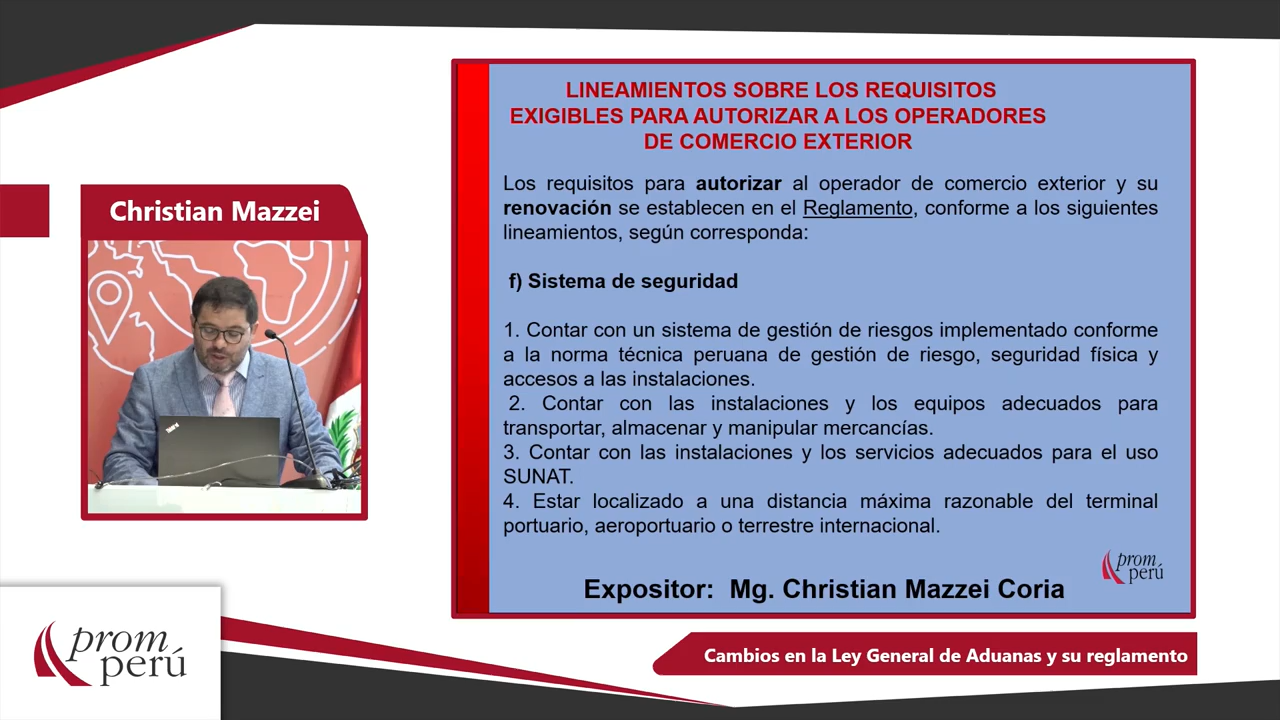 Christian Mazzei
LINEAMIENTOS SOBRE LOS REQUISITOS
EXIGIBLES PARA AUTORIZAR A LOS OPERADORES
DE COMERCIO EXTERIOR
Los requisitos para autorizar al operador de comercio exterior y su
renovación se establecen en el Reglamento, conforme a los siguientes
lineamientos, según corresponda:
f) Sistema de seguridad
1. Contar con un sistema de gestión de riesgos implementado conforme
a la norma técnica peruana de gestión de riesgo, seguridad física y
accesos a las instalaciones.
2. Contar con las instalaciones y los equipos adecuados para
transportar, almacenar y manipular mercancías.
3. Contar con las instalaciones y los servicios adecuados para el uso
SUNAT.
4. Estar localizado a una distancia máxima razonable del terminal
portuario, aeroportuario o terrestre internacional.
prom
perú
Expositor: Mg. Christian Mazzei Coria
Cambios en la Ley General de Aduanas y su reglamento
prom
perú